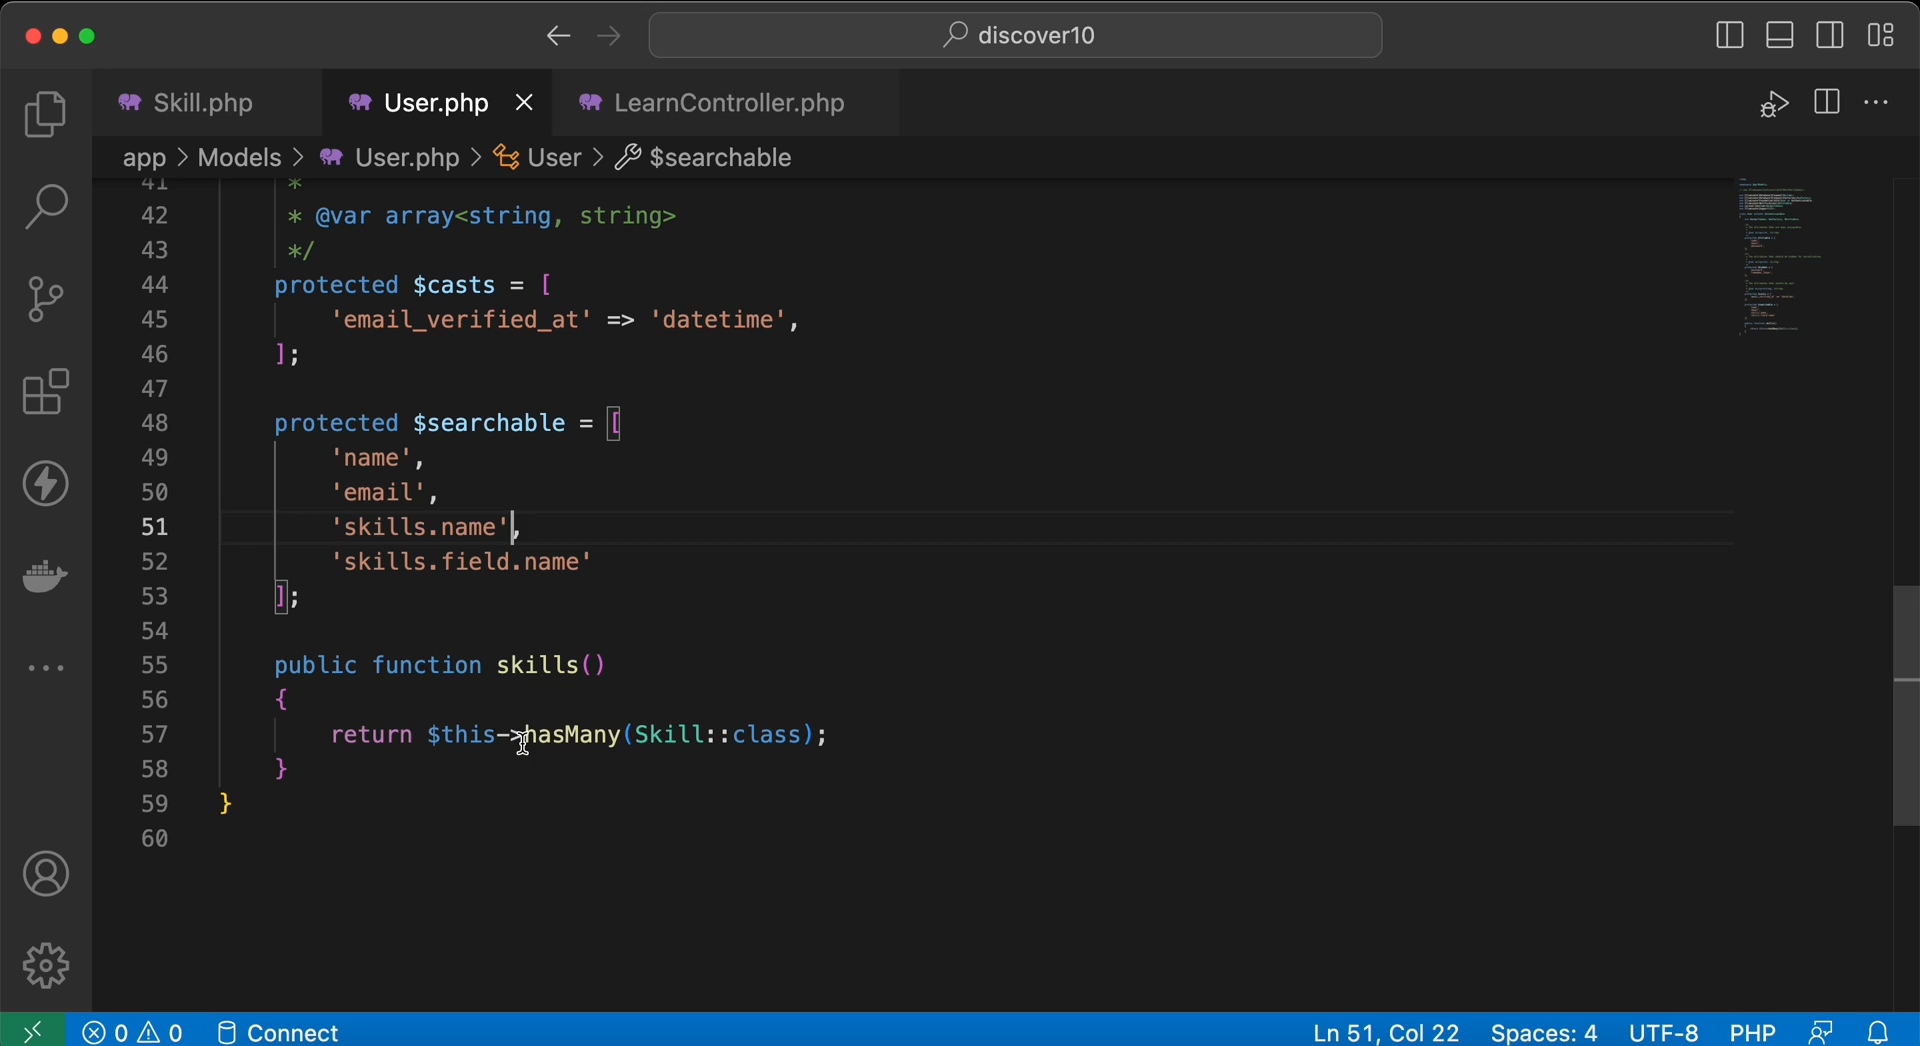 discover10
Skill.php
User.php
LearnController.php
app > Models > User.php > User > $searchable
41 *
42 * @var array<string, string>
43 */
44 protected $casts = [
45 'email_verified_at' => 'datetime',
46 ];
47
48 protected $searchable = [
49 'name',
50 'email',
51 'skills.name',
52 'skills.field.name'
53 ];
54
55 public function skills()
56 {
57 return $this->hasMany(Skill::class);
58 }
59 }
60
0 0 Connect
Ln 51, Col 22 Spaces: 4 UTF-8 PHP